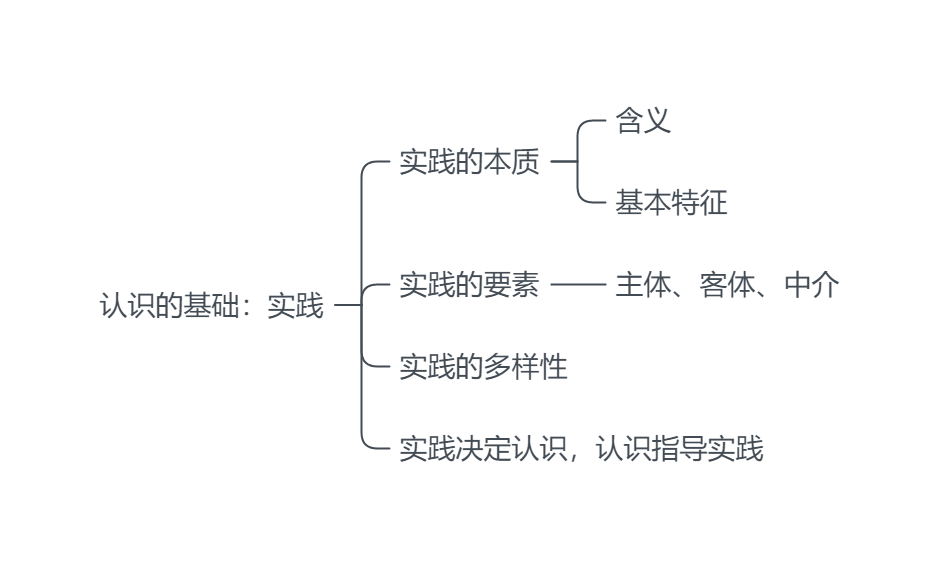 含义
实践的本质
基本特征
实践的要素
主体、客体、中介
认识的基础：实践
实践的多样性
实践决定认识，认识指导实践